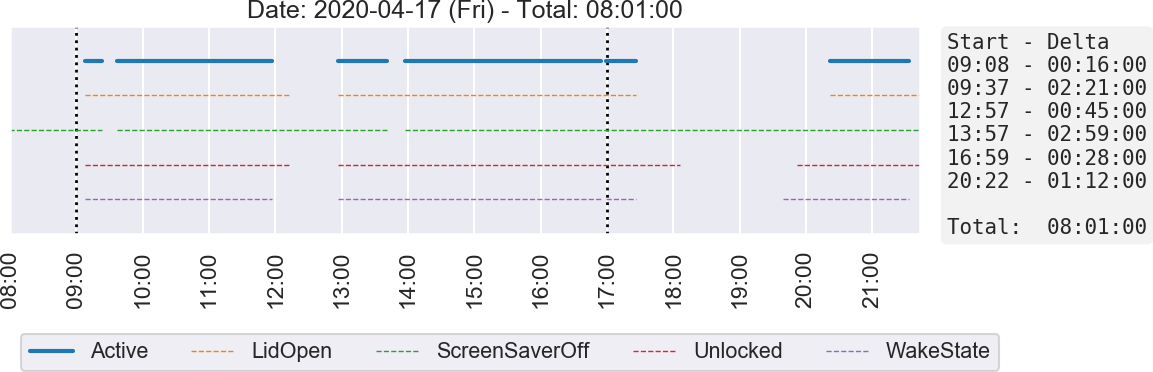 Date: 2020-04-17 (Fri) - Total: 08:01:00
Start - Delta
09:08 - 00:16:00
09:37 - 02:21:00
12:57 - 00:45:00
13:57 - 02:59:00
16:59 - 00:28:00
20:22 - 01:12:00
Total:  08:01:00
08:00
09:00
10:00
11:00
12:00
13:00
14:00
15:00
16:00
17:00
18:00
19:00
20:00
21:00
Active
LidOpen
ScreenSaverOff
Unlocked
WakeState